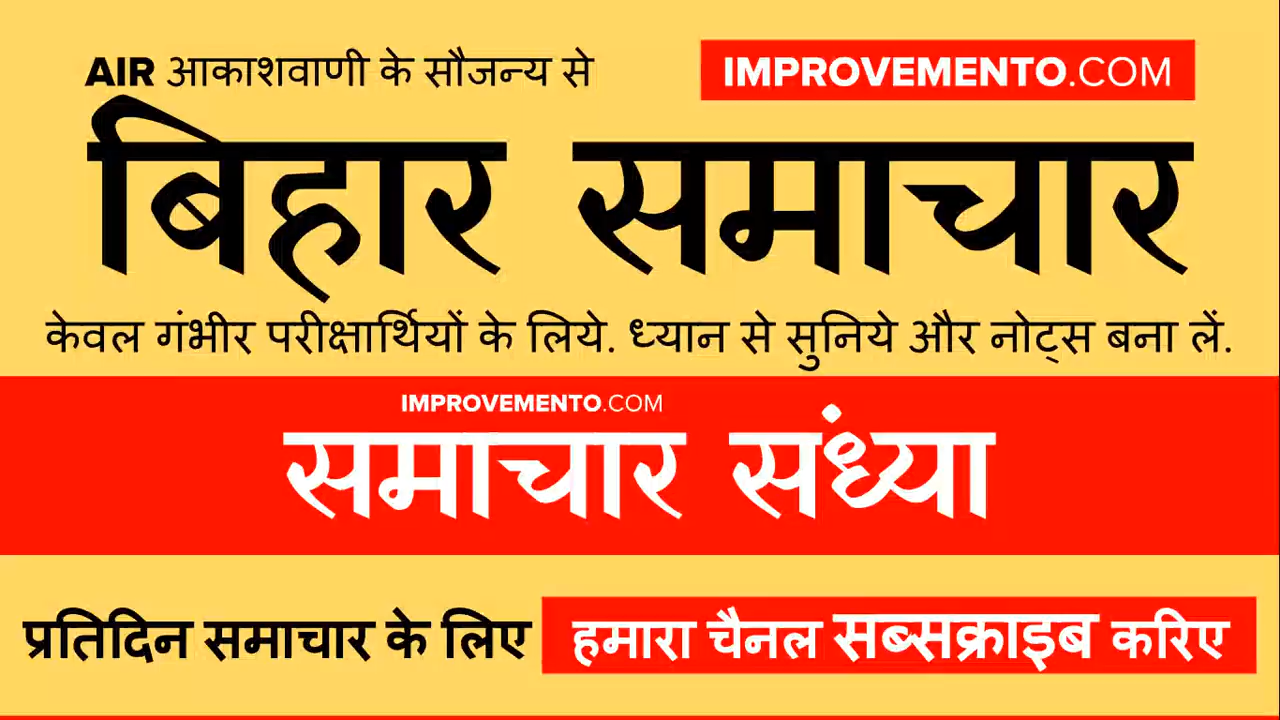 AIR आकाशवाणी के सौजन्य से
IMPROVEMENTO.COM
बिहार समाचार
केवल गंभीर परीक्षार्थियों के लिये. ध्यान से सुनिये और नोट्स बना लें.
IMPROVEMENTO.COM
समाचार संध्या
प्रतिदिन समाचार के लिए हमारा चैनल सब्सक्राइब करिए